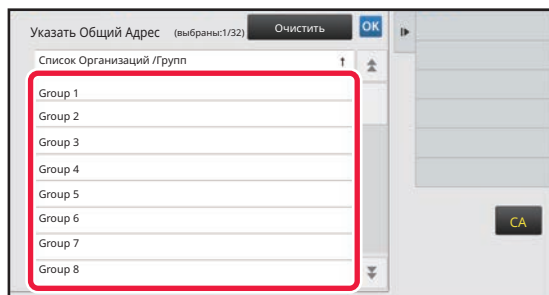 Указать Общий Адрес (выбраны:1/32) Очистить OK
Список Организаций /Групп
Group 1
Group 2
Group 3
Group 4
Group 5
Group 6
Group 7
Group 8
CA